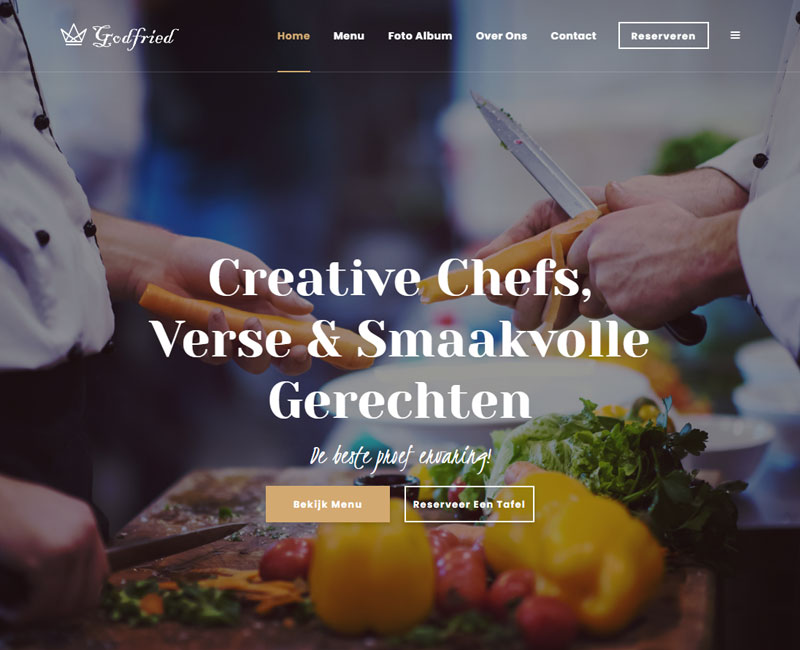 Godfried
Home Menu Foto Album Over Ons Contact Reserveren
Creative Chefs,
Verse & Smaakvolle
Gerechten
De beste proef ervaring!
Bekijk Menu Reserveer Een Tafel